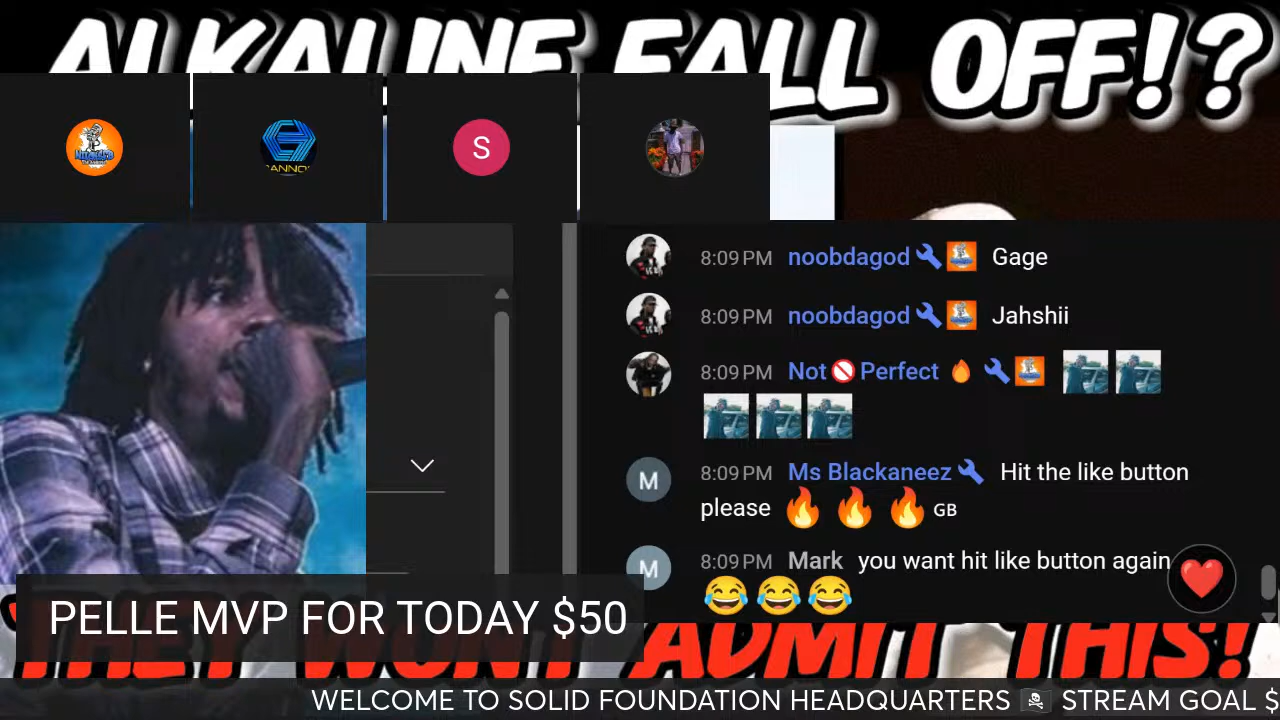 ALKALINE FALL OFF!?
ANNO
S
8:09 PM noobdagod Gage
8:09 PM noobdagod Jahshii
8:09 PM Not🚫Perfect 🔥
M 8:09 PM Ms Blackaneez Hit the like button
please 🔥 🔥 🔥 GB
M 8:09 PM Mark you want hit like button again
😂 😂 😂
PELLE MVP FOR TODAY $50
THEY WONT ADMIT THIS!
WELCOME TO SOLID FOUNDATION HEADQUARTERS 🏴‍☠️ STREAM GOAL $